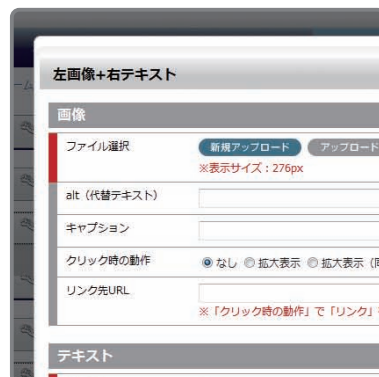 左画像+右テキスト
画像
ファイル選択
新規アップロード アップロード
※表示サイズ：276px
alt（代替テキスト）
キャプション
クリック時の動作
なし 拡大表示 拡大表示（同
リンク先URL
※「クリック時の動作」で「リンク」
テキスト